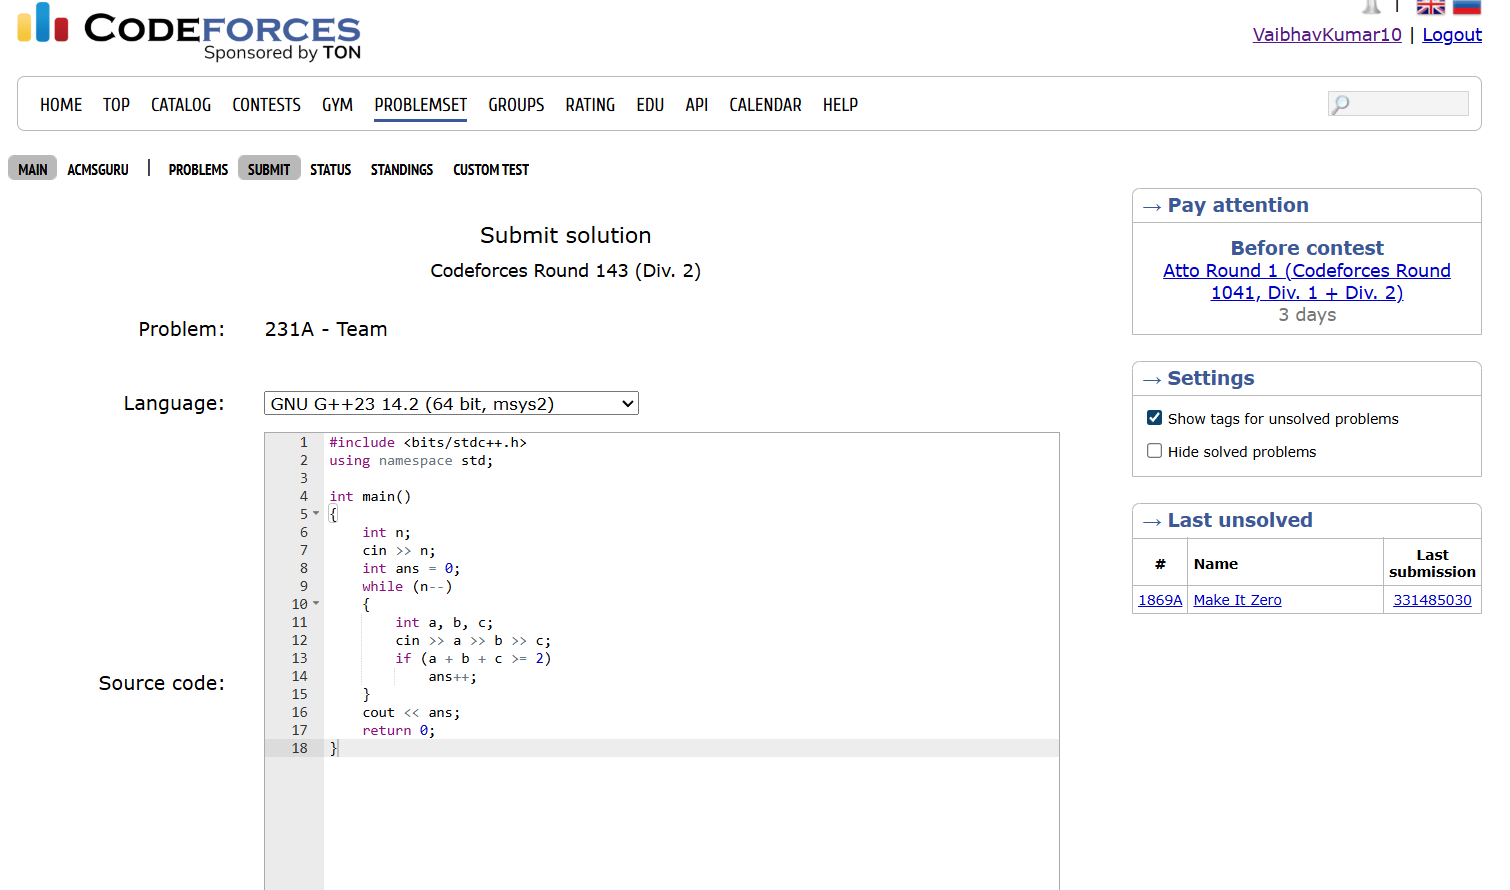 CODEFORCES
Sponsored by TON
|
VaibhavKumar10 | Logout
HOME TOP CATALOG CONTESTS GYM PROBLEMSET GROUPS RATING EDU API CALENDAR HELP
MAIN ACMSGURU | PROBLEMS SUBMIT STATUS STANDINGS CUSTOM TEST
Submit solution
Codeforces Round 143 (Div. 2)
Problem: 231A - Team
Language: GNU G++23 14.2 (64 bit, msys2)
Source code:
1 #include <bits/stdc++.h>
2 using namespace std;
3
4 int main()
5 {
6     int n;
7     cin >> n;
8     int ans = 0;
9     while (n--)
10     {
11         int a, b, c;
12         cin >> a >> b >> c;
13         if (a + b + c >= 2)
14             ans++;
15     }
16     cout << ans;
17     return 0;
18 }
→ Pay attention
Before contest
Atto Round 1 (Codeforces Round
1041, Div. 1 + Div. 2)
3 days
→ Settings
Show tags for unsolved problems
Hide solved problems
→ Last unsolved
# Name Last submission
1869A Make It Zero 331485030